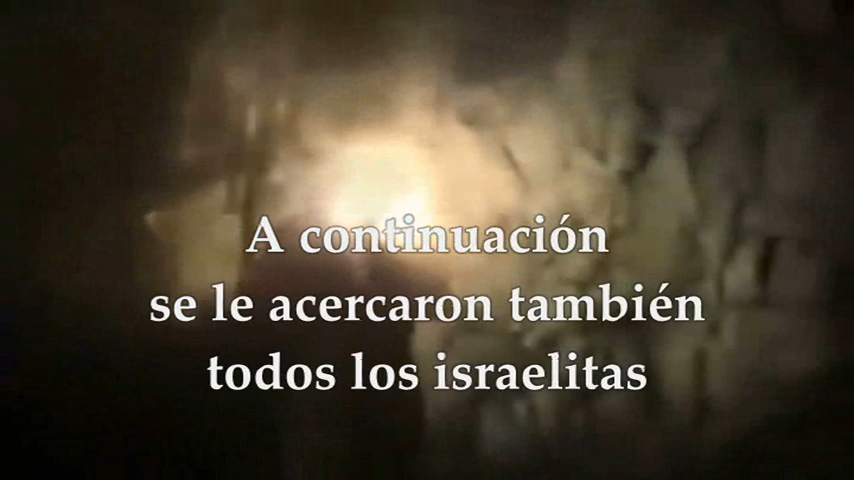 A continuación
se le acercaron también
todos los israelitas